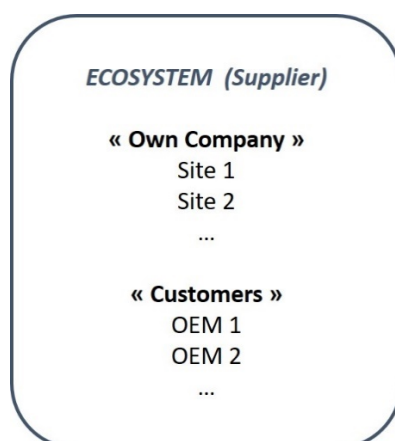 ECOSYSTEM (Supplier)
« Own Company »
Site 1
Site 2
...
« Customers »
OEM 1
OEM 2
...